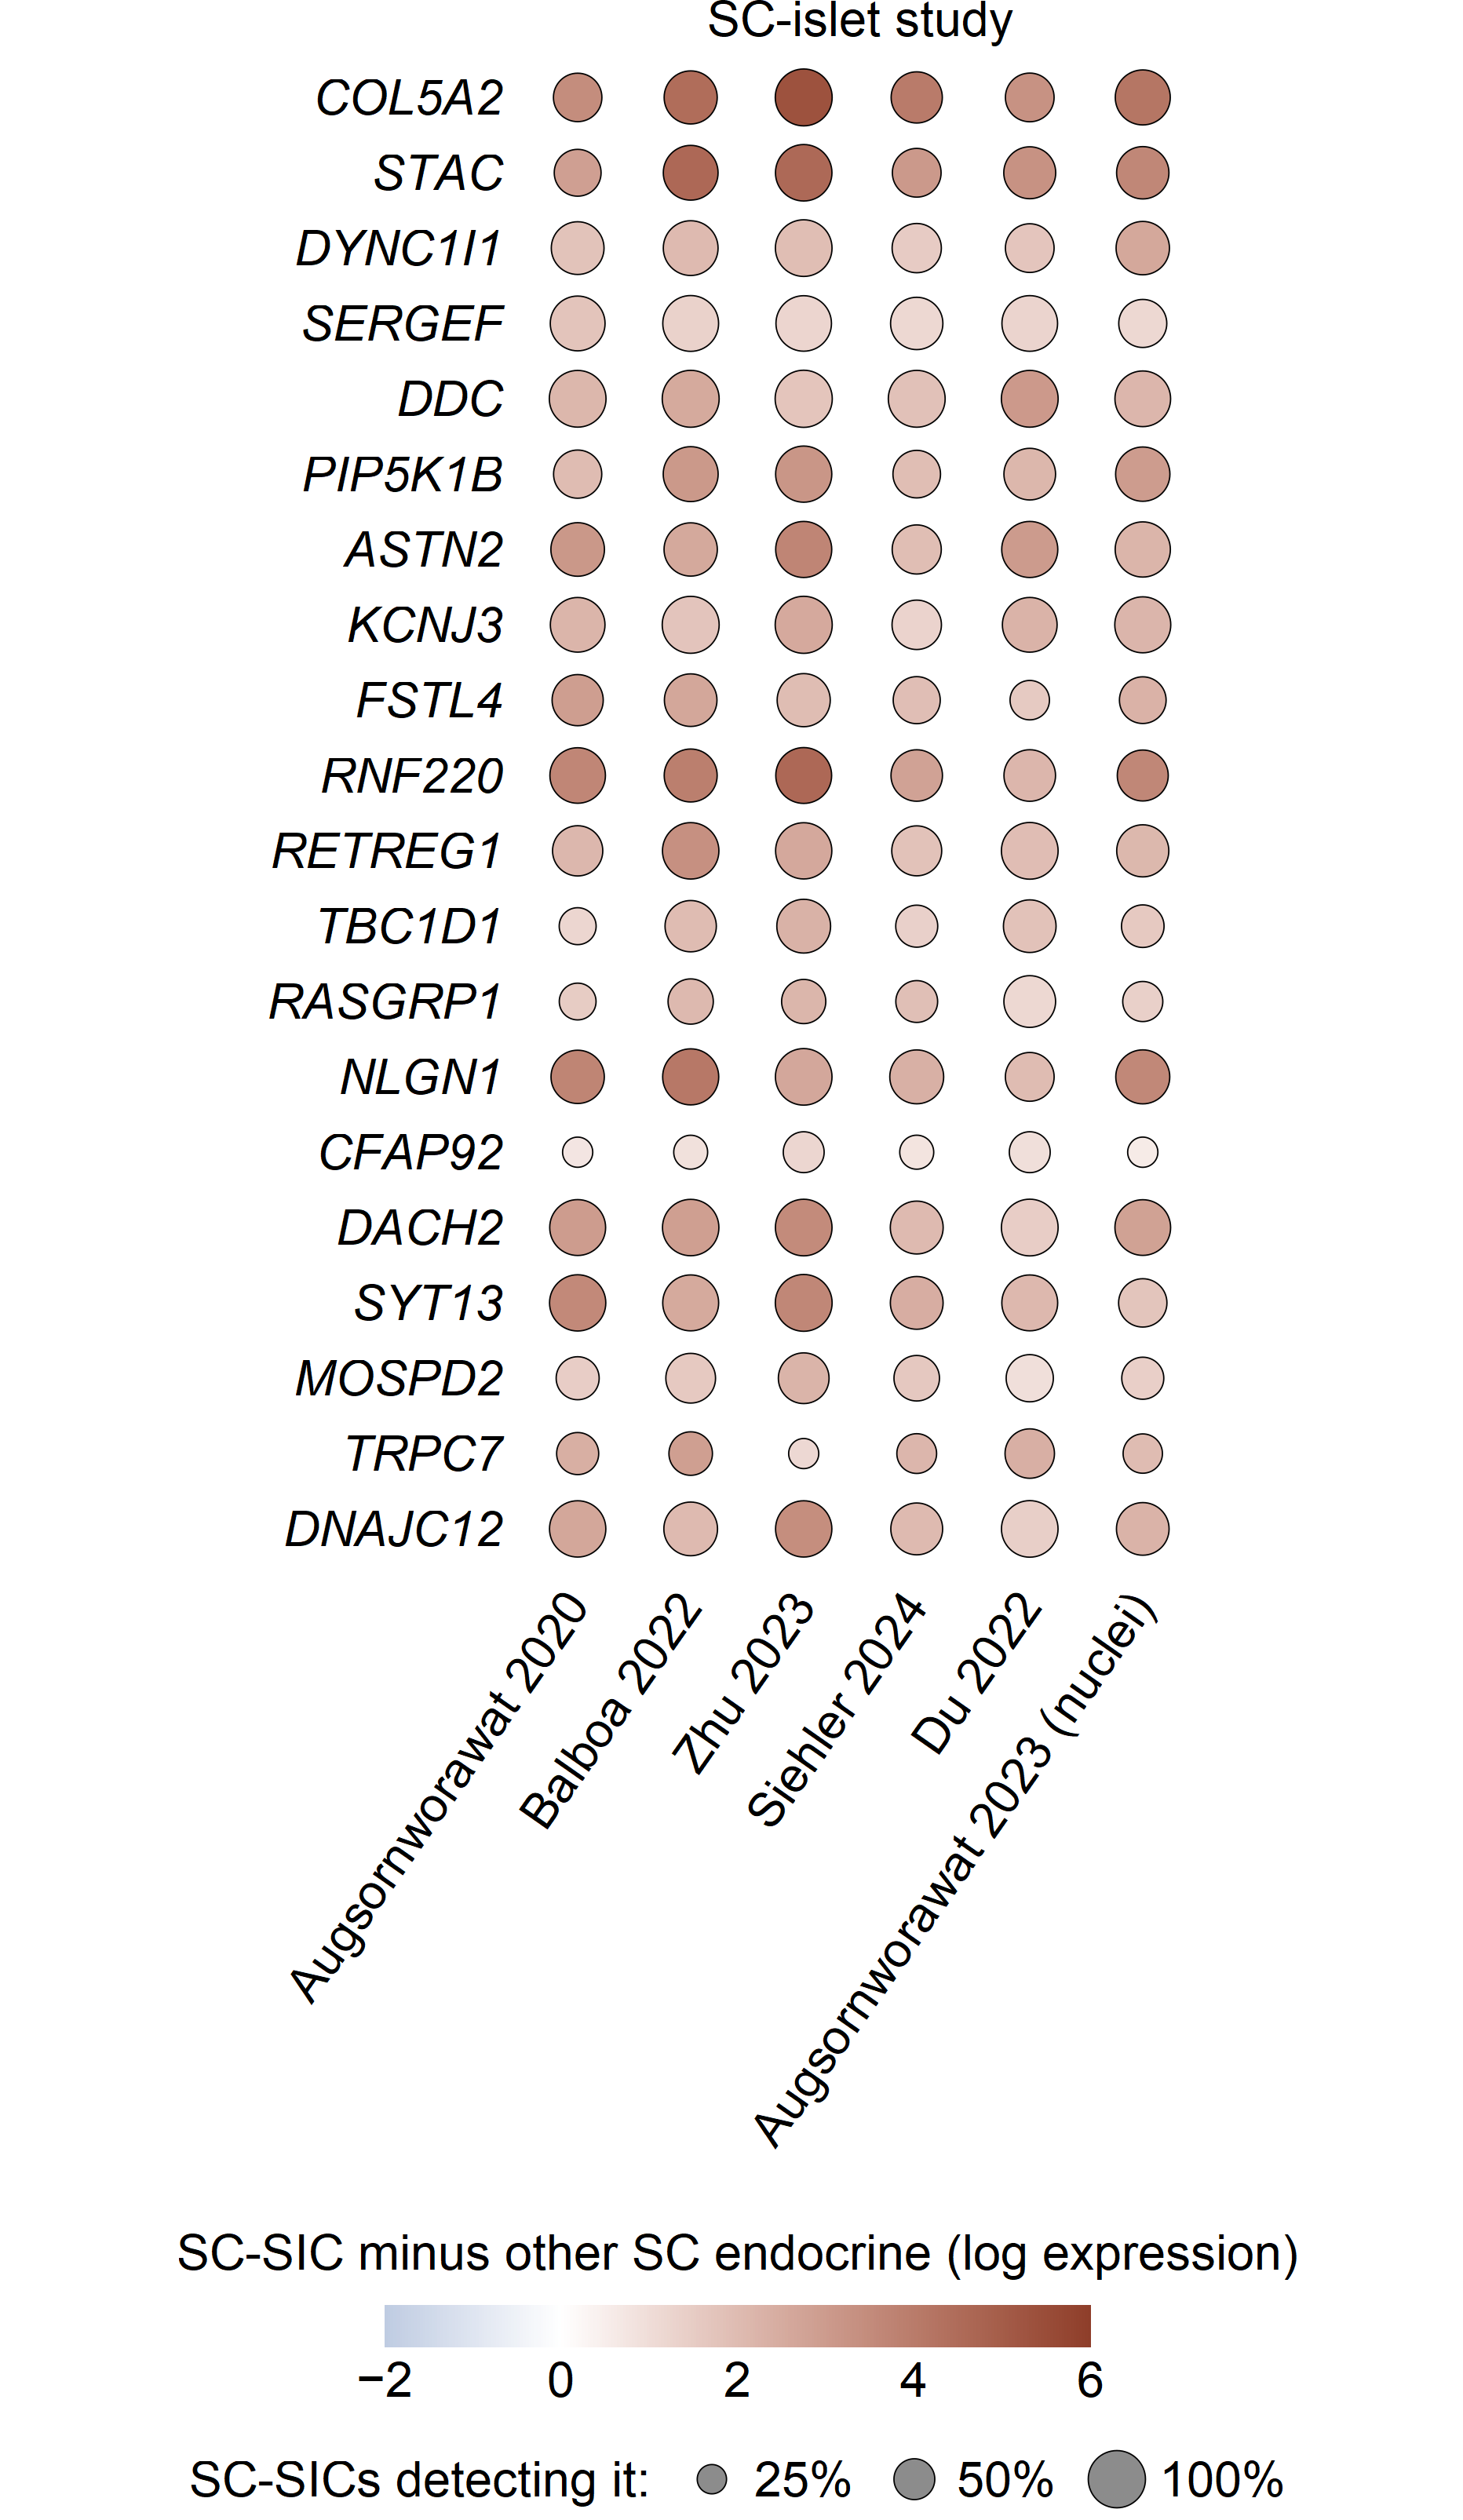 SC-islet study
COL5A2
STAC
DYNC1I1
SERGEF
DDC
PIP5K1B
ASTN2
KCNJ3
FSTL4
RNF220
RETREG1
TBC1D1
RASGRP1
NLGN1
CFAP92
DACH2
SYT13
MOSPD2
TRPC7
DNAJC12
Augsornworawat 2020
Balboa 2022
Zhu 2023
Siehler 2024
Du 2022
Augsornworawat 2023 (nuclei)
SC-SIC minus other SC endocrine (log expression)
−2 0 2 4 6
SC-SICs detecting it: 25% 50% 100%